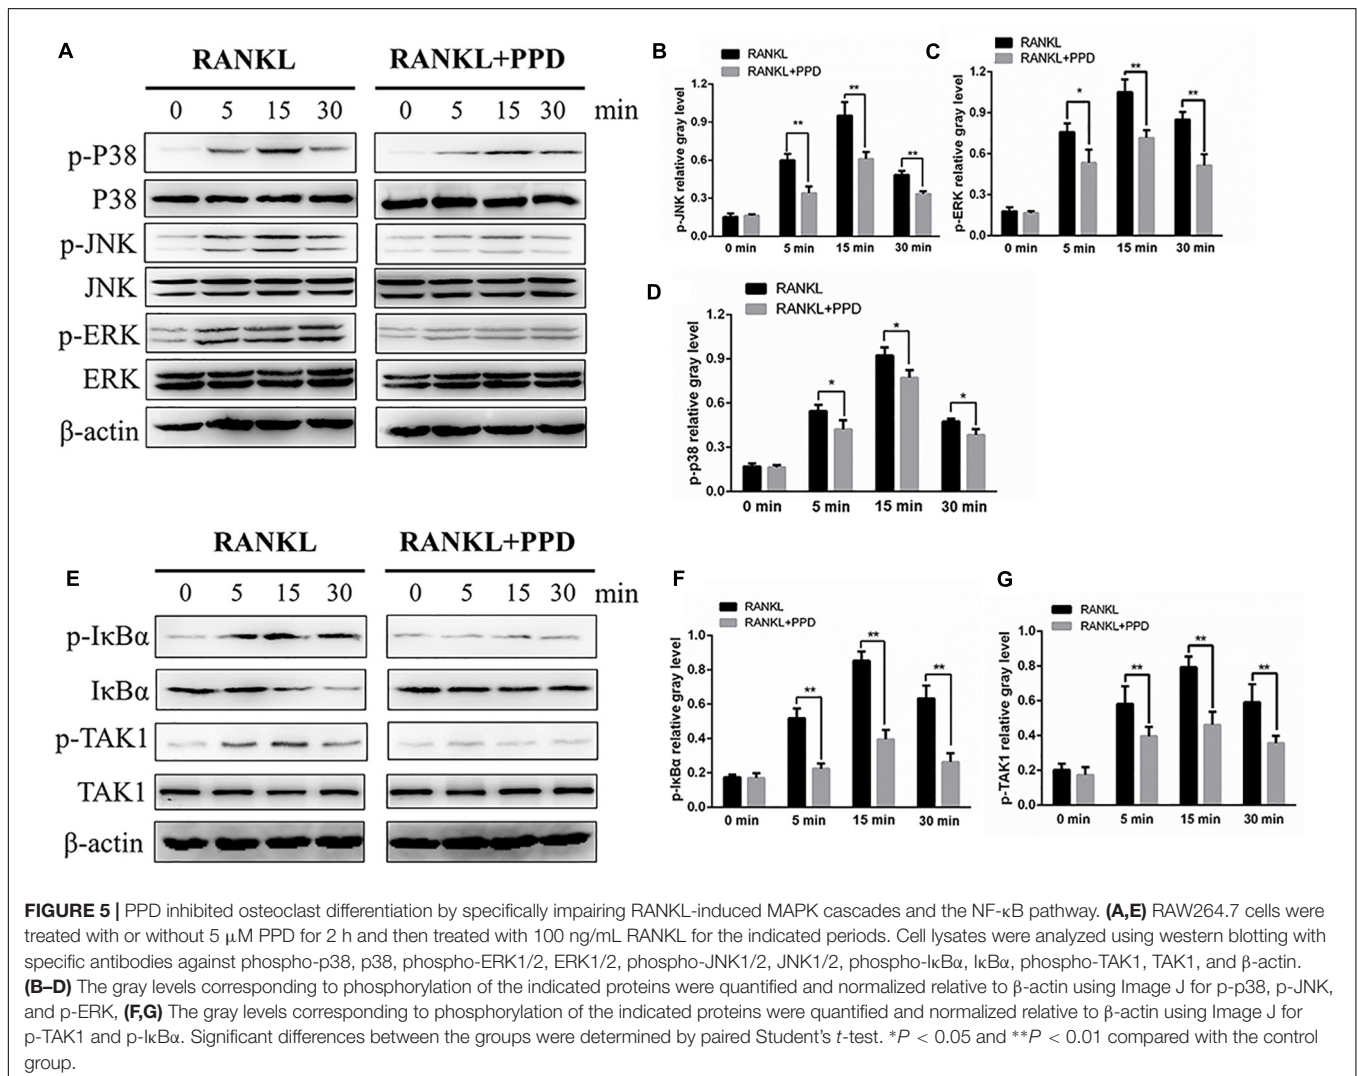 A
RANKL
RANKL+PPD
0 5 15 30 0 5 15 30 min
p-P38
P38
p-JNK
JNK
p-ERK
ERK
β-actin
B
RANKL
RANKL+PPD
p-JNK relative gray level
1.2
0.9
0.6
0.3
0.0
** ** **
0 min 5 min 15 min 30 min
C
RANKL
RANKL+PPD
p-ERK relative gray level
1.2
0.9
0.6
0.3
0.0
* ** **
0 min 5 min 15 min 30 min
D
RANKL
RANKL+PPD
p-p38 relative gray level
1.2
0.9
0.6
0.3
0.0
* * *
0 min 5 min 15 min 30 min
E
RANKL
RANKL+PPD
0 5 15 30 0 5 15 30 min
p-IκBα
IκBα
p-TAK1
TAK1
β-actin
F
RANKL
RANKL+PPD
p-IκBα relative gray level
1.0
0.8
0.6
0.4
0.2
0.0
** ** **
0 min 5 min 15 min 30 min
G
RANKL
RANKL+PPD
p-TAK1 relative gray level
1.0
0.8
0.6
0.4
0.2
0.0
** ** **
0 min 5 min 15 min 30 min
FIGURE 5 | PPD inhibited osteoclast differentiation by specifically impairing RANKL-induced MAPK cascades and the NF-κB pathway. (A,E) RAW264.7 cells were
treated with or without 5 μM PPD for 2 h and then treated with 100 ng/mL RANKL for the indicated periods. Cell lysates were analyzed using western blotting with
specific antibodies against phospho-p38, p38, phospho-ERK1/2, ERK1/2, phospho-JNK1/2, JNK1/2, phospho-IκBα, IκBα, phospho-TAK1, TAK1, and β-actin.
(B–D) The gray levels corresponding to phosphorylation of the indicated proteins were quantified and normalized relative to β-actin using Image J for p-p38, p-JNK,
and p-ERK, (F,G) The gray levels corresponding to phosphorylation of the indicated proteins were quantified and normalized relative to β-actin using Image J for
p-TAK1 and p-IκBα. Significant differences between the groups were determined by paired Student's t-test. *P < 0.05 and **P < 0.01 compared with the control
group.